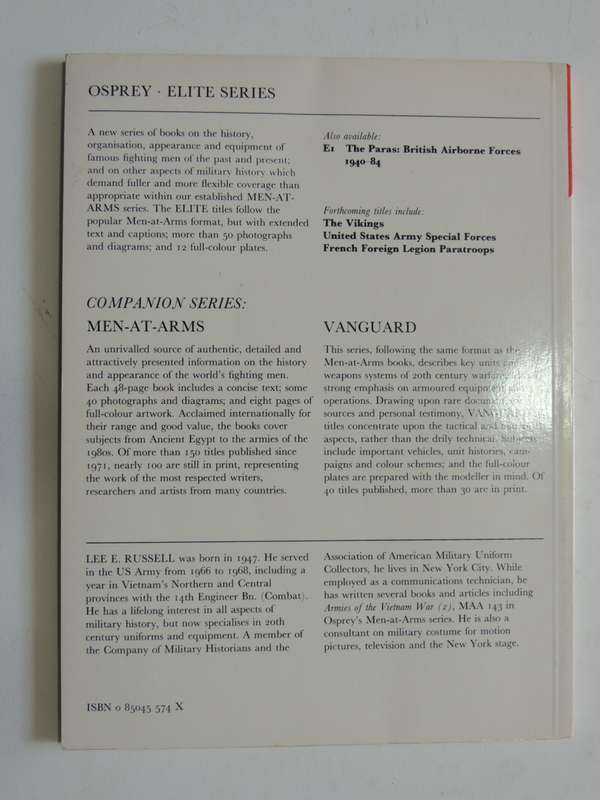 OSPREY · ELITE SERIES
A new series of books on the history,
organisation, appearance and equipment of
famous fighting men of the past and present;
and on other aspects of military history which
demand fuller and more flexible coverage than
appropriate within our established MEN-AT-
ARMS series. The ELITE titles follow the
popular Men-at-Arms format, but with extended
text and captions; more than 50 photographs
and diagrams; and 12 full-colour plates.
Also available:
E1 The Paras: British Airborne Forces
1940-84
Forthcoming titles include:
The Vikings
United States Army Special Forces
French Foreign Legion Paratroops
COMPANION SERIES:
MEN-AT-ARMS
An unrivalled source of authentic, detailed and
attractively presented information on the history
and appearance of the world's fighting men.
Each 48-page book includes a concise text; some
40 photographs and diagrams; and eight pages of
full-colour artwork. Acclaimed internationally for
their range and good value, the books cover
subjects from Ancient Egypt to the armies of the
1980s. Of more than 150 titles published since
1971, nearly 100 are still in print, representing
the work of the most respected writers,
researchers and artists from many countries.
VANGUARD
This series, following the same format as the
Men-at-Arms books, describes key units
weapons systems of 20th century
strong emphasis on armoured equipment
operations. Drawing upon rare
sources and personal testimony, VANGUARD
titles concentrate upon the tactical and
aspects, rather than the drily technical. Subjects
include important vehicles, unit histories, cam-
paigns and colour schemes; and the full-colour
plates are prepared with the modeller in mind. Of
40 titles published, more than 30 are in print.
LEE E. RUSSELL was born in 1947. He served
in the US Army from 1966 to 1968, including a
year in Vietnam's Northern and Central
provinces with the 14th Engineer Bn. (Combat).
He has a lifelong interest in all aspects of
military history, but now specialises in 20th
century uniforms and equipment. A member of
the Company of Military Historians and the
Association of American Military Uniform
Collectors, he lives in New York City. While
employed as a communications technician, he
has written several books and articles including
Armies of the Vietnam War (2), MAA 143 in
Osprey's Men-at-Arms series. He is also a
consultant on military costume for motion
pictures, television and the New York stage.
ISBN 0 85045 574 X